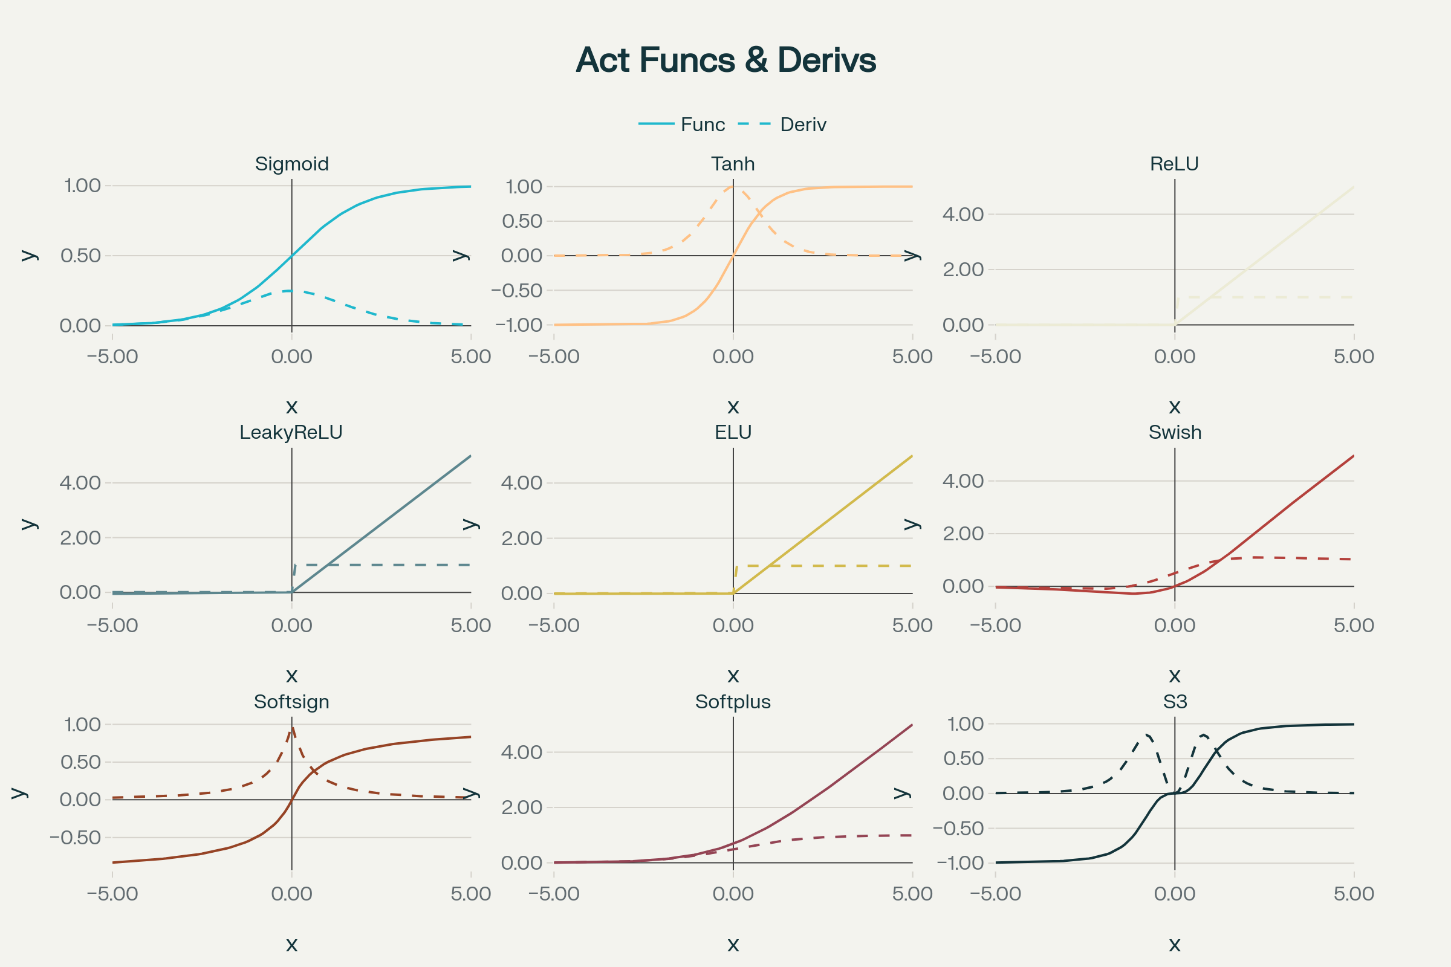 Act Funcs & Derivs
Func Deriv
Sigmoid
1.00
0.50
0.00
y
−5.00 0.00 5.00
x
Tanh
1.00
0.50
0.00
−0.50
−1.00
y
−5.00 0.00 5.00
x
ReLU
4.00
2.00
0.00
y
−5.00 0.00 5.00
x
LeakyReLU
4.00
2.00
0.00
y
−5.00 0.00 5.00
x
ELU
4.00
2.00
0.00
y
−5.00 0.00 5.00
x
Swish
4.00
2.00
0.00
y
−5.00 0.00 5.00
x
Softsign
1.00
0.50
0.00
−0.50
y
−5.00 0.00 5.00
x
Softplus
4.00
2.00
0.00
y
−5.00 0.00 5.00
x
S3
1.00
0.50
0.00
−0.50
−1.00
y
−5.00 0.00 5.00
x